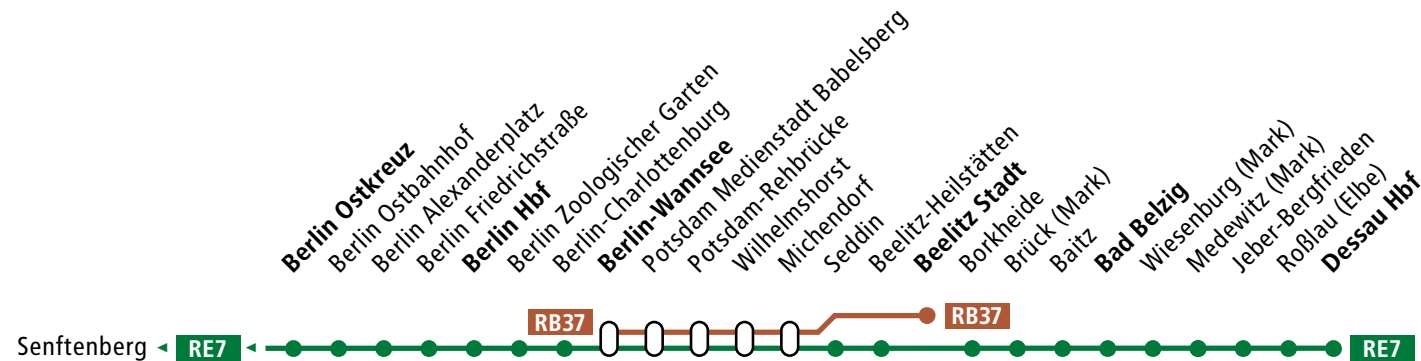 Berlin Ostkreuz
Berlin Ostbahnhof
Berlin Alexanderplatz
Berlin Friedrichstraße
Berlin Hbf
Berlin Zoologischer Garten
Berlin-Charlottenburg
Berlin-Wannsee
Potsdam Medienstadt Babelsberg
Potsdam-Rehbrücke
Wilhelmshorst
Michendorf
Seddin
Beelitz-Heilstätten
Beelitz Stadt
Borkheide
Brück (Mark)
Baitz
Bad Belzig
Wiesenburg (Mark)
Medewitz (Mark)
Jeber-Bergfrieden
Roßlau (Elbe)
Dessau Hbf
RB37
RB37
Senftenberg
RE7
RE7